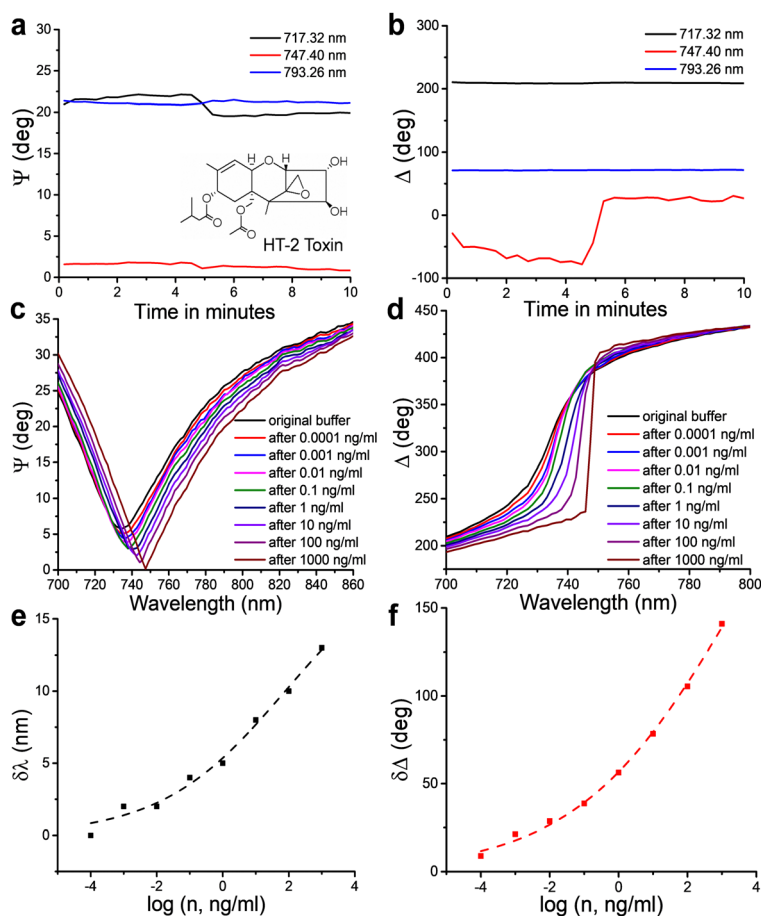 a
717.32 nm
747.40 nm
793.26 nm
Ψ (deg)
30
25
20
15
10
5
0
0 2 4 6 8 10
Time in minutes
H
O
H
OH
O
OH
O
O
O
O
HT-2 Toxin
b
717.32 nm
747.40 nm
793.26 nm
Δ (deg)
300
200
100
0
-100
0 2 4 6 8 10
Time in minutes
c
Ψ (deg)
35
30
25
20
15
10
5
0
original buffer
after 0.0001 ng/ml
after 0.001 ng/ml
after 0.01 ng/ml
after 0.1 ng/ml
after 1 ng/ml
after 10 ng/ml
after 100 ng/ml
after 1000 ng/ml
700 720 740 760 780 800 820 840 860
Wavelength (nm)
d
Δ (deg)
450
400
350
300
250
200
original buffer
after 0.0001 ng/ml
after 0.001 ng/ml
after 0.01 ng/ml
after 0.1 ng/ml
after 1 ng/ml
after 10 ng/ml
after 100 ng/ml
after 1000 ng/ml
700 720 740 760 780 800
Wavelength (nm)
e
δλ (nm)
15
10
5
0
-4 -2 0 2 4
log (n, ng/ml)
f
δΔ (deg)
150
100
50
0
-4 -2 0 2 4
log (n, ng/ml)